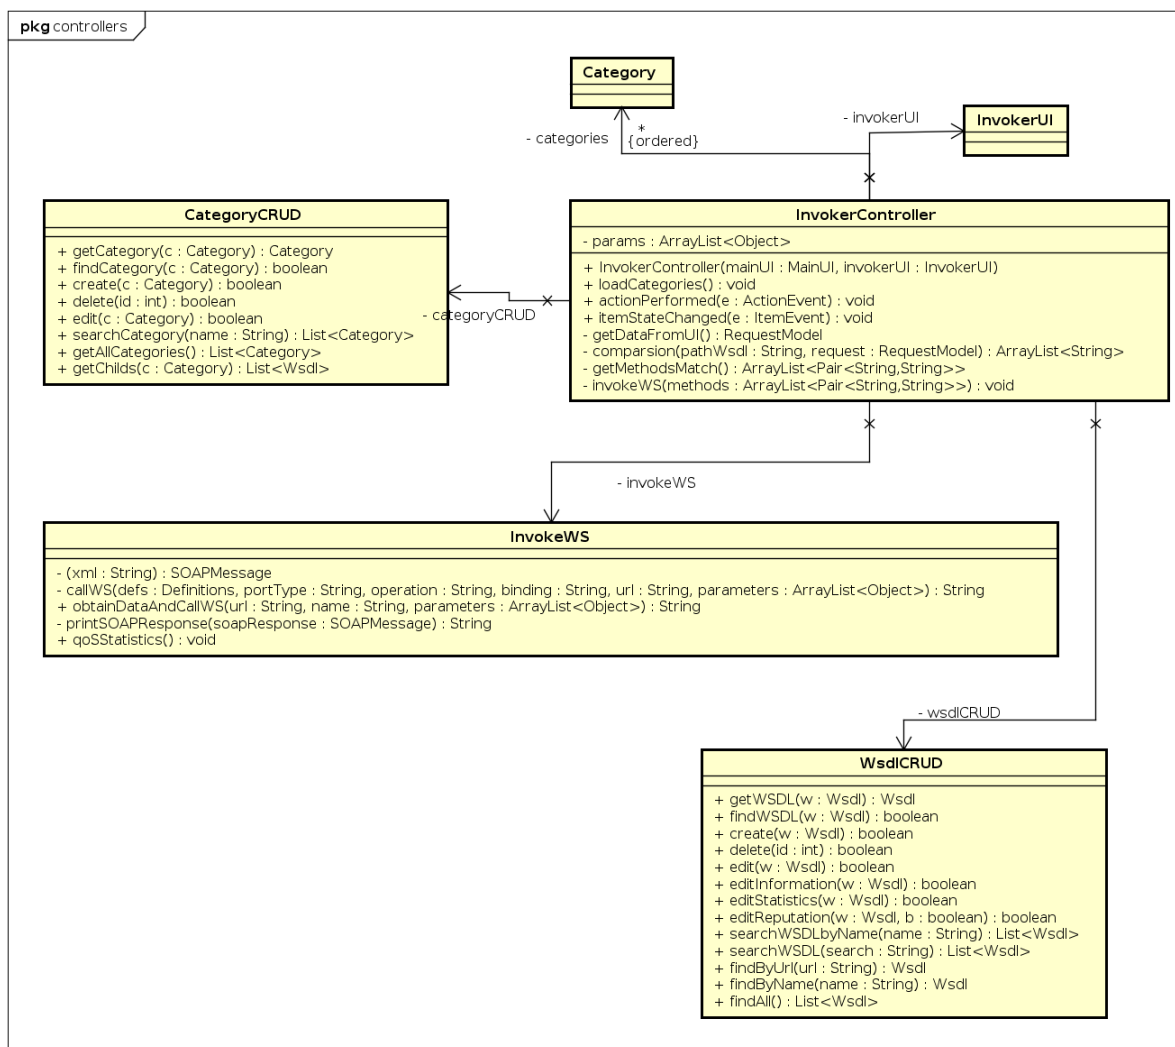 pkg controllers
Category
- invokerUI
InvokerUI
*
- categories
{ordered}
CategoryCRUD
+ getCategory(c : Category) : Category
+ findCategory(c : Category) : boolean
+ create(c : Category) : boolean
+ delete(id : int) : boolean
+ edit(c : Category) : boolean
+ searchCategory(name : String) : List<Category>
+ getAllCategories() : List<Category>
+ getChilds(c : Category) : List<Wsdl>
- categoryCRUD
InvokerController
- params : ArrayList<Object>
+ InvokerController(mainUI : MainUI, invokerUI : InvokerUI)
+ loadCategories() : void
+ actionPerformed(e : ActionEvent) : void
+ itemStateChanged(e : ItemEvent) : void
- getDataFromUI() : RequestModel
- comparsion(pathWsdl : String, request : RequestModel) : ArrayList<String>
- getMethodsMatch() : ArrayList<Pair<String,String>>
- invokeWS(methods : ArrayList<Pair<String,String>>) : void
- invokeWS
InvokeWS
- (xml : String) : SOAPMessage
- callWS(defs : Definitions, portType : String, operation : String, binding : String, url : String, parameters : ArrayList<Object>) : String
+ obtainDataAndCallWS(url : String, name : String, parameters : ArrayList<Object>) : String
- printSOAPResponse(soapResponse : SOAPMessage) : String
+ qoSStatistics() : void
- wsdlCRUD
WsdlCRUD
+ getWSDL(w : Wsdl) : Wsdl
+ findWSDL(w : Wsdl) : boolean
+ create(w : Wsdl) : boolean
+ delete(id : int) : boolean
+ edit(w : Wsdl) : boolean
+ editInformation(w : Wsdl) : boolean
+ editStatistics(w : Wsdl) : boolean
+ editReputation(w : Wsdl, b : boolean) : boolean
+ searchWSDLbyName(name : String) : List<Wsdl>
+ searchWSDL(search : String) : List<Wsdl>
+ findByUrl(url : String) : Wsdl
+ findByName(name : String) : Wsdl
+ findAll() : List<Wsdl>